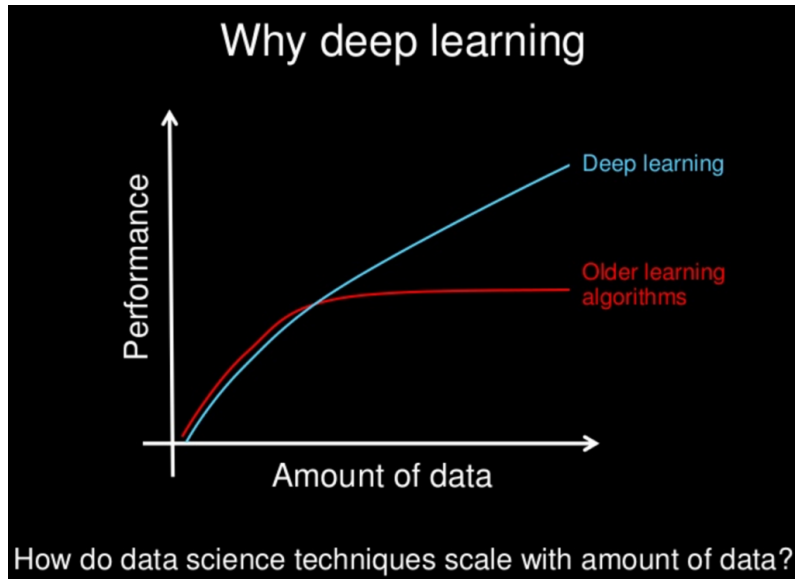 Why deep learning
Performance
Deep learning
Older learning
algorithms
Amount of data
How do data science techniques scale with amount of data?